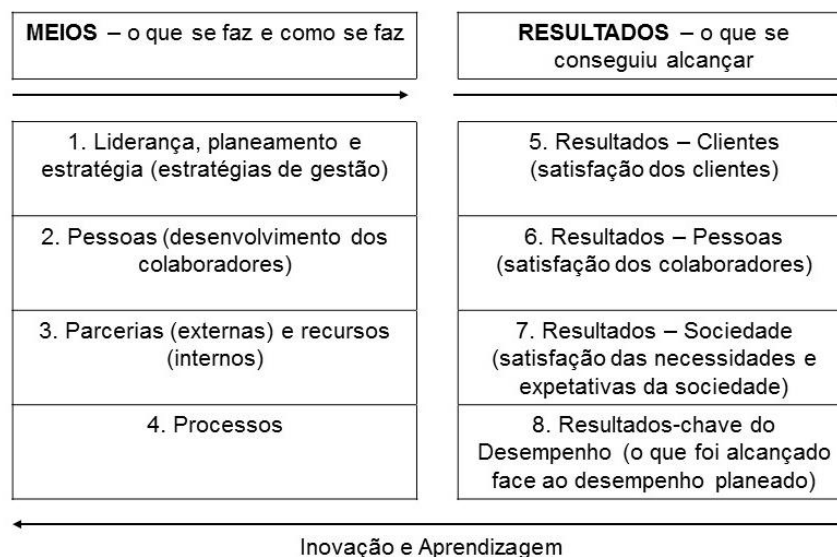 MEIOS – o que se faz e como se faz
RESULTADOS – o que se
conseguiu alcançar
1. Liderança, planeamento e
estratégia (estratégias de gestão)
5. Resultados – Clientes
(satisfação dos clientes)
2. Pessoas (desenvolvimento dos
colaboradores)
6. Resultados – Pessoas
(satisfação dos colaboradores)
3. Parcerias (externas) e recursos
(internos)
7. Resultados – Sociedade
(satisfação das necessidades e
expetativas da sociedade)
4. Processos
8. Resultados-chave do
Desempenho (o que foi alcançado
face ao desempenho planeado)
Inovação e Aprendizagem